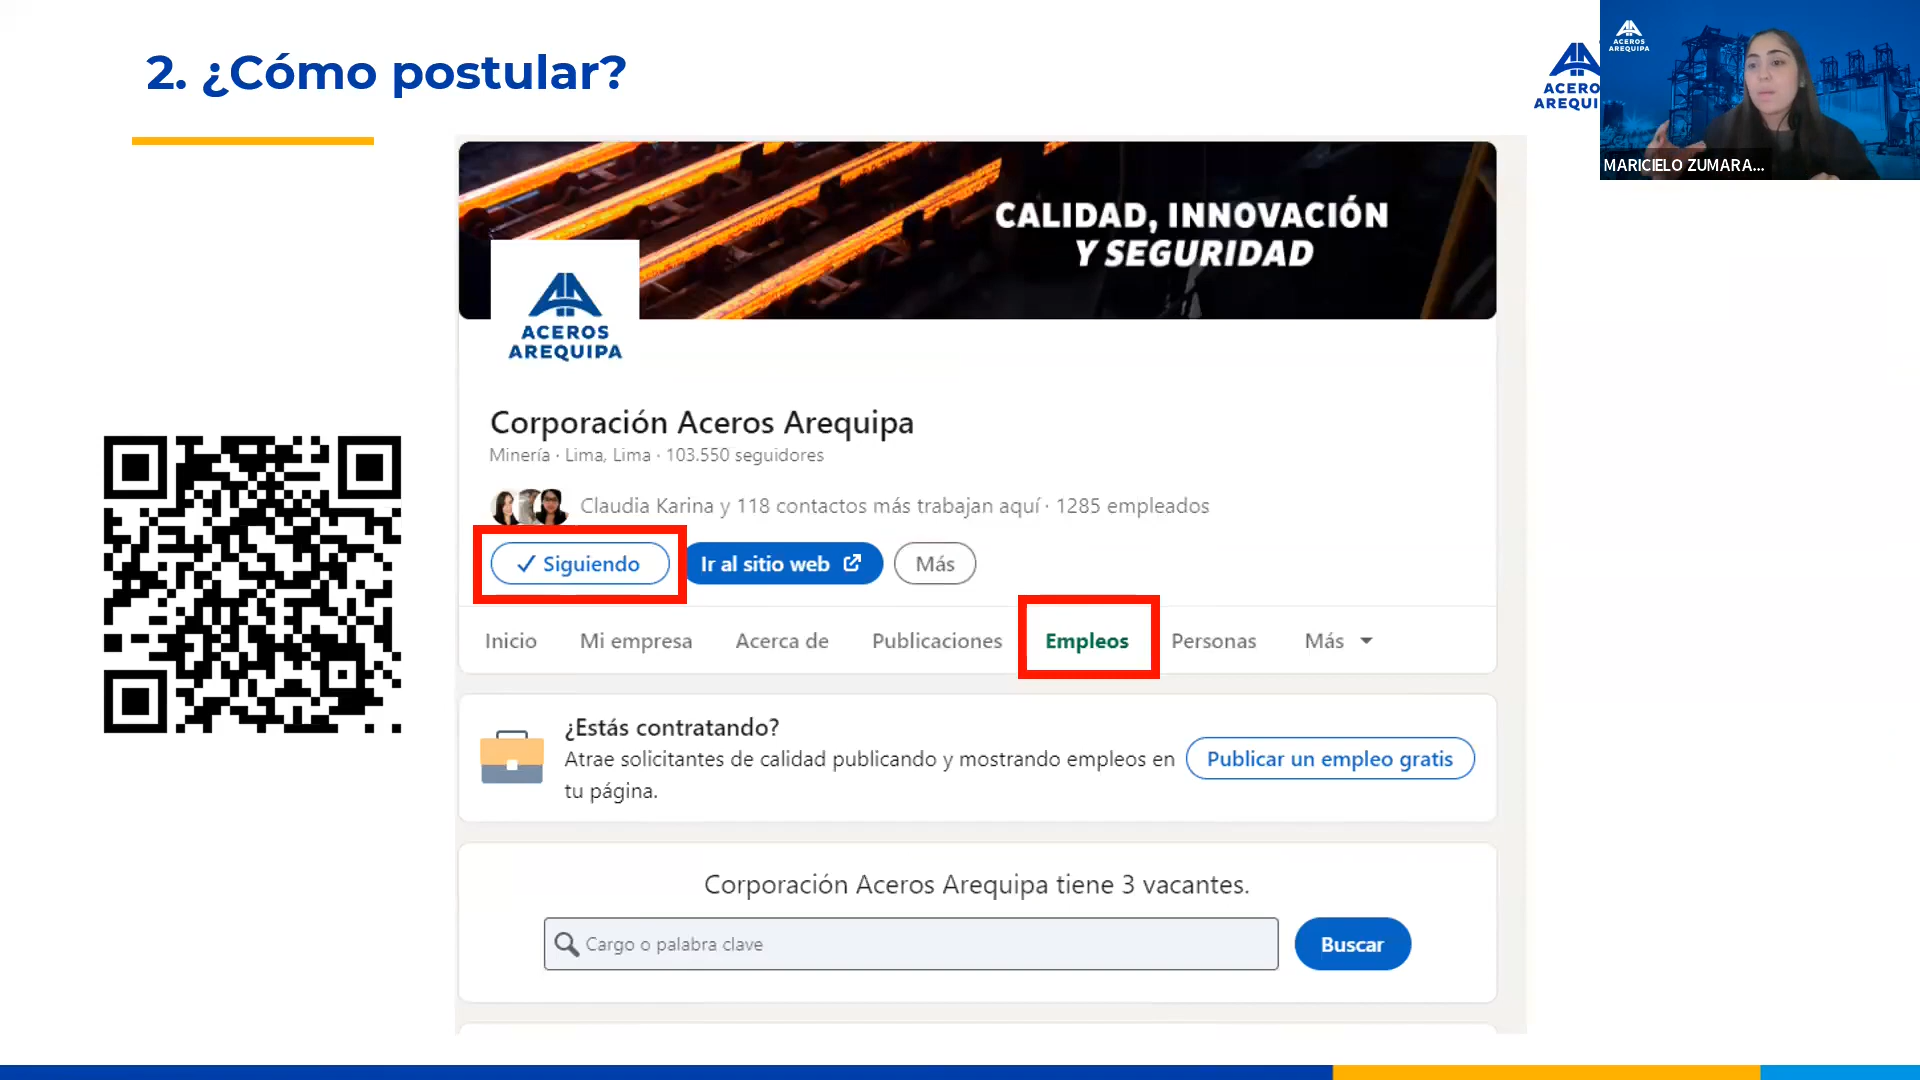 2. ¿Cómo postular?
ACERO
AREQUI
ACEROS
AREQUIPA
MARICIELO ZUMARA...
CALIDAD, INNOVACIÓN
Y SEGURIDAD
ACEROS
AREQUIPA
Corporación Aceros Arequipa
Minería · Lima, Lima · 103.550 seguidores
Claudia Karina y 118 contactos más trabajan aquí · 1285 empleados
✓ Siguiendo
Ir al sitio web
Más
Inicio
Mi empresa
Acerca de
Publicaciones
Empleos
Personas
Más
¿Estás contratando?
Atrae solicitantes de calidad publicando y mostrando empleos en
tu página.
Publicar un empleo gratis
Corporación Aceros Arequipa tiene 3 vacantes.
Cargo o palabra clave
Buscar